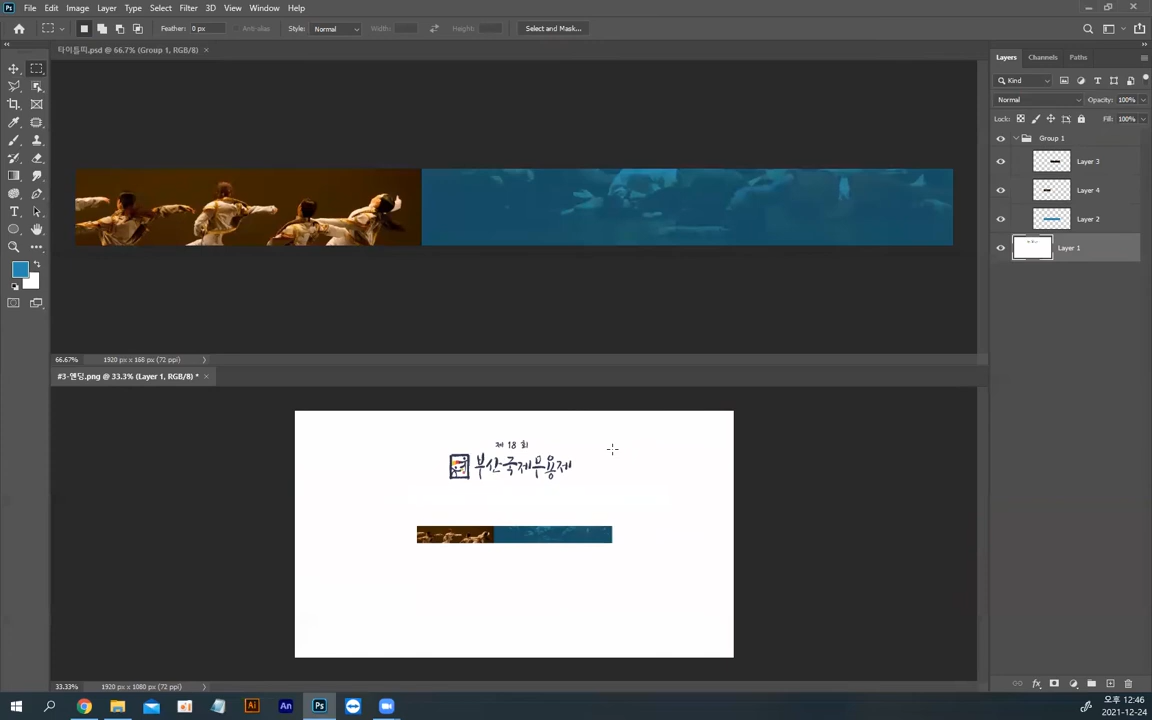 File Edit Image Layer Type Select Filter 3D View Window Help
Feather: 0 px Anti-alias Style: Normal Width: Height: Select and Mask...
타이틀띠.psd @ 66.7% (Group 1, RGB/8) ×
Layers Channels Paths
Kind
Normal Opacity: 100%
Lock: Fill: 100%
Group 1
Layer 3
Layer 4
Layer 2
Layer 1
66.67% 1920 px x 168 px (72 ppi)
#3-엔딩.png @ 33.3% (Layer 1, RGB/8) * ×
제 18 회
부산국제무용제
33.33% 1920 px x 1080 px (72 ppi)
오후 12:46
2021-12-24